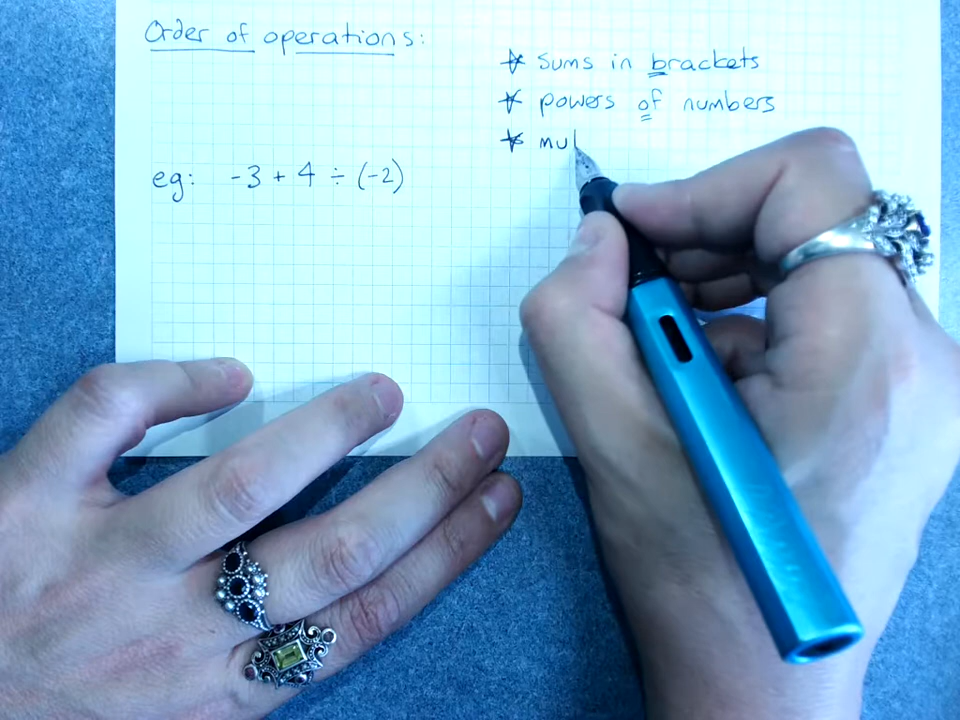 Order of operations:
* sums in brackets
* powers of numbers
* mul
eg: -3 + 4 ÷ (-2)